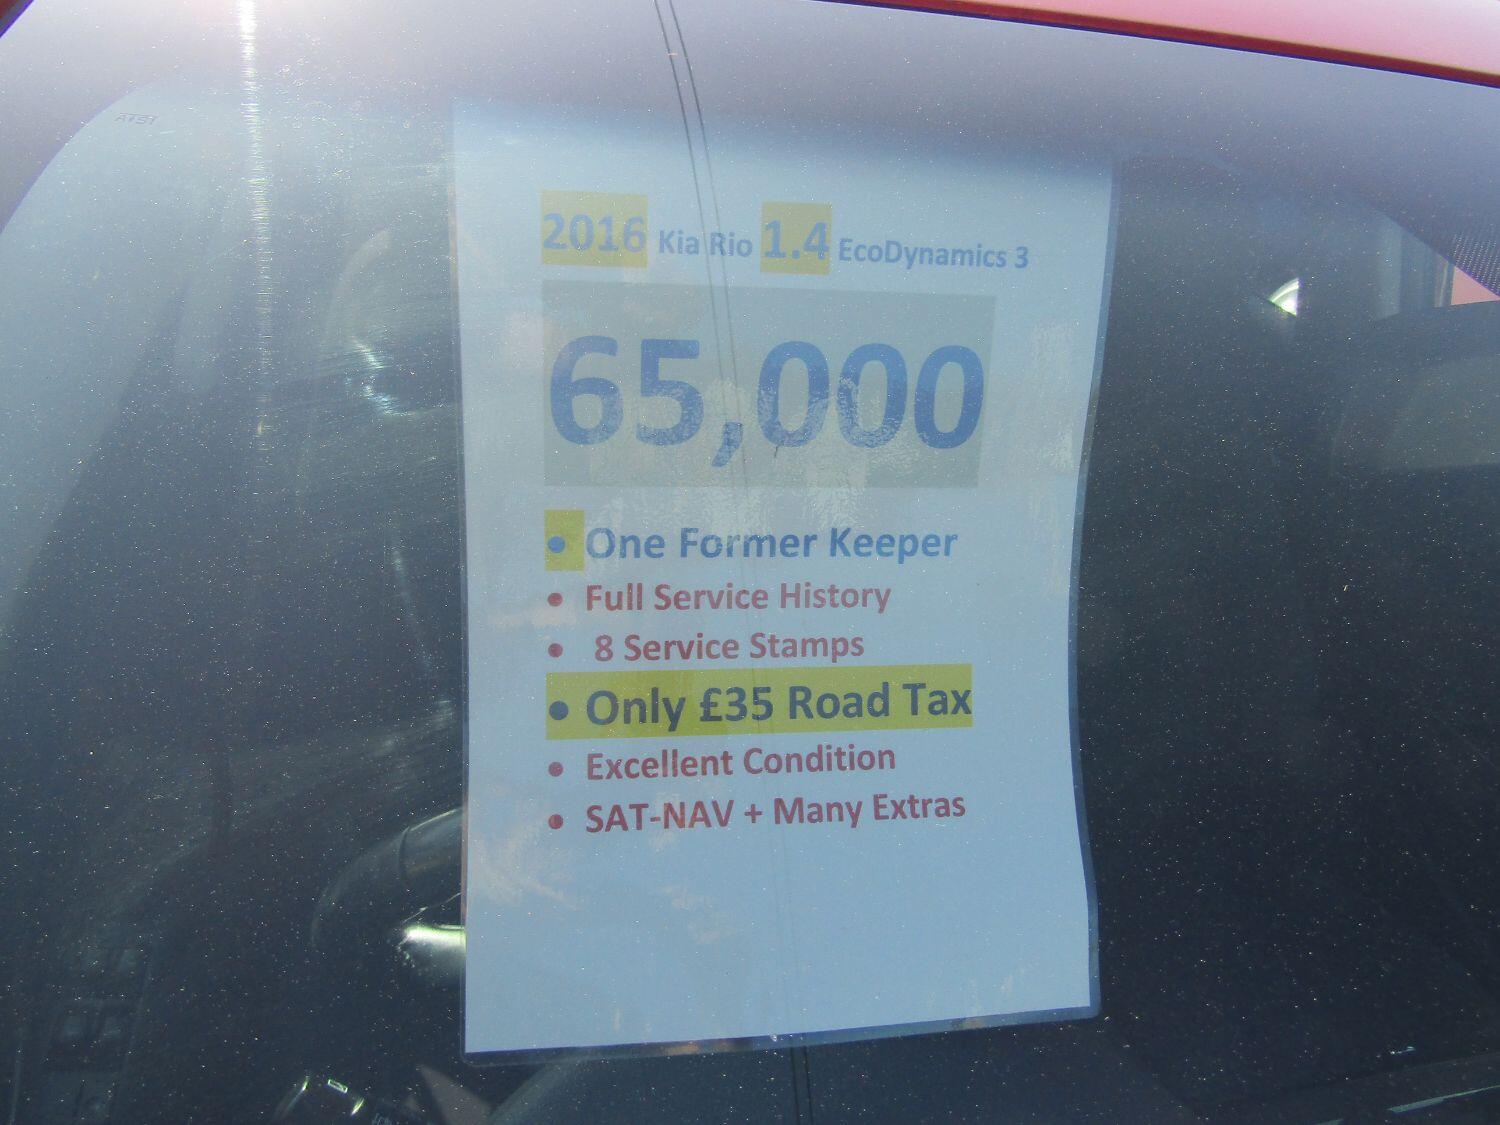 2016 Kia Rio 1.4 EcoDynamics 3
65,000
• One Former Keeper
• Full Service History
• 8 Service Stamps
• Only £35 Road Tax
• Excellent Condition
• SAT-NAV + Many Extras